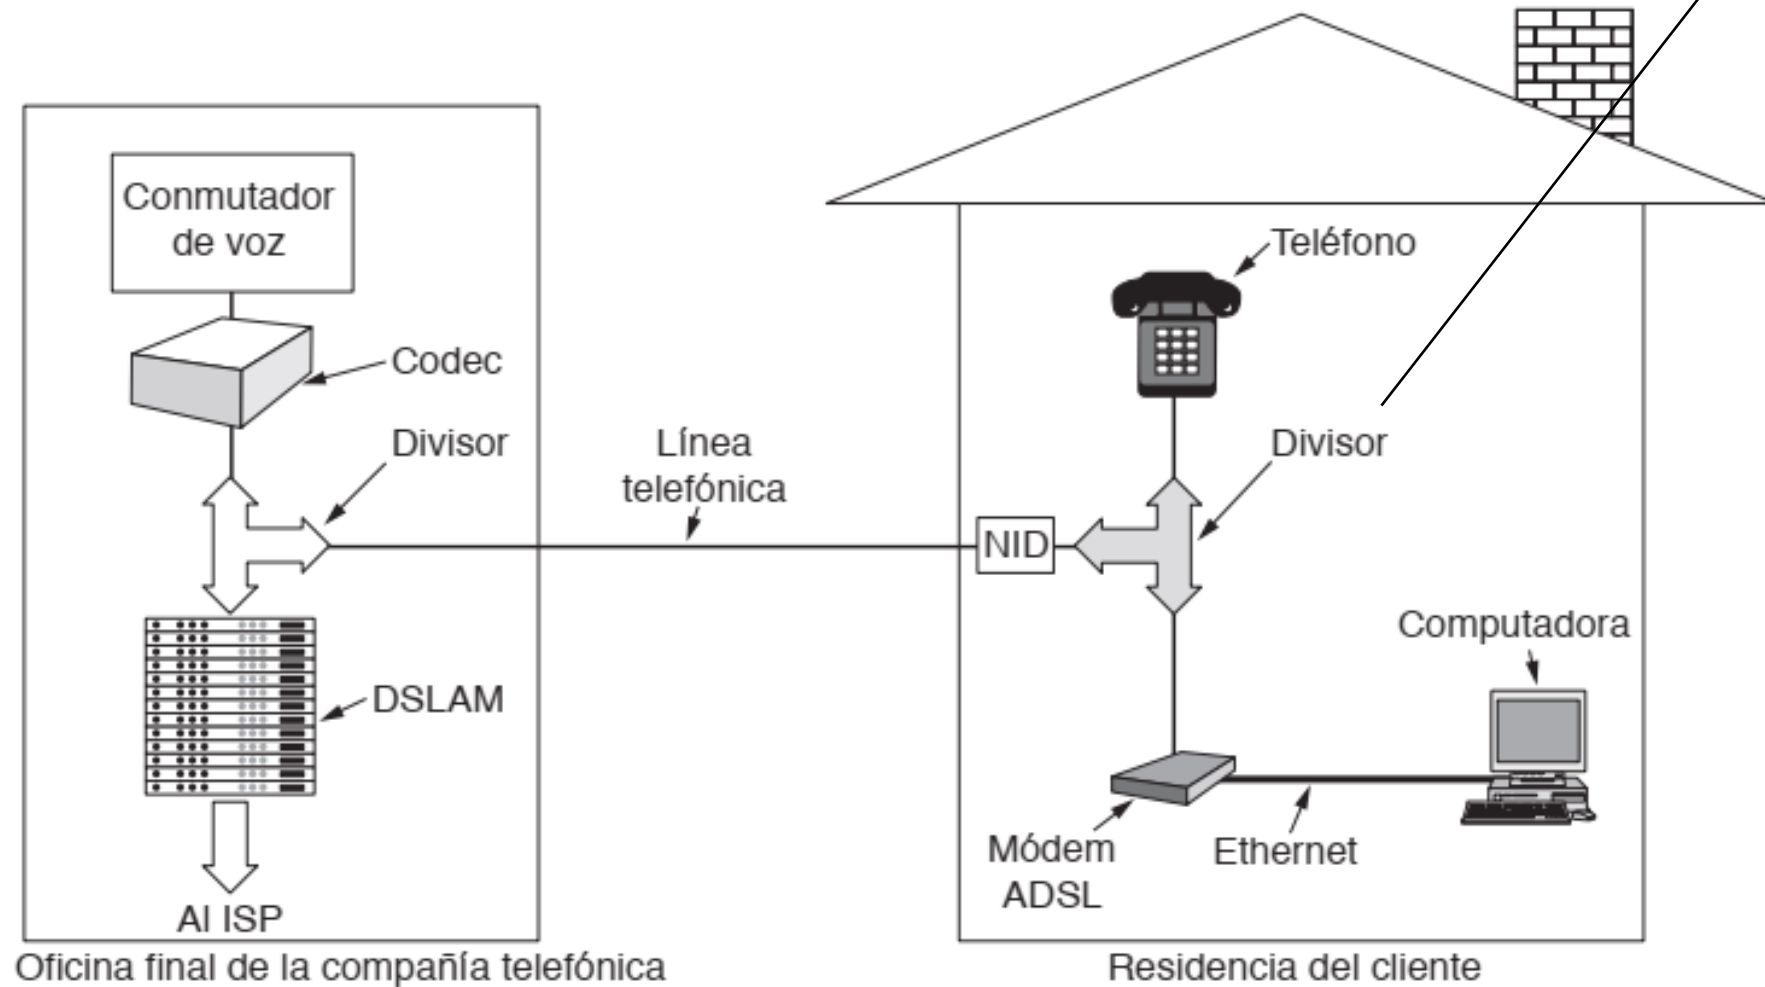 Conmutador
de voz
Codec
Divisor
DSLAM
Al ISP
Oficina final de la compañía telefónica
Línea
telefónica
NID
Teléfono
Divisor
Computadora
Módem
ADSL
Ethernet
Residencia del cliente